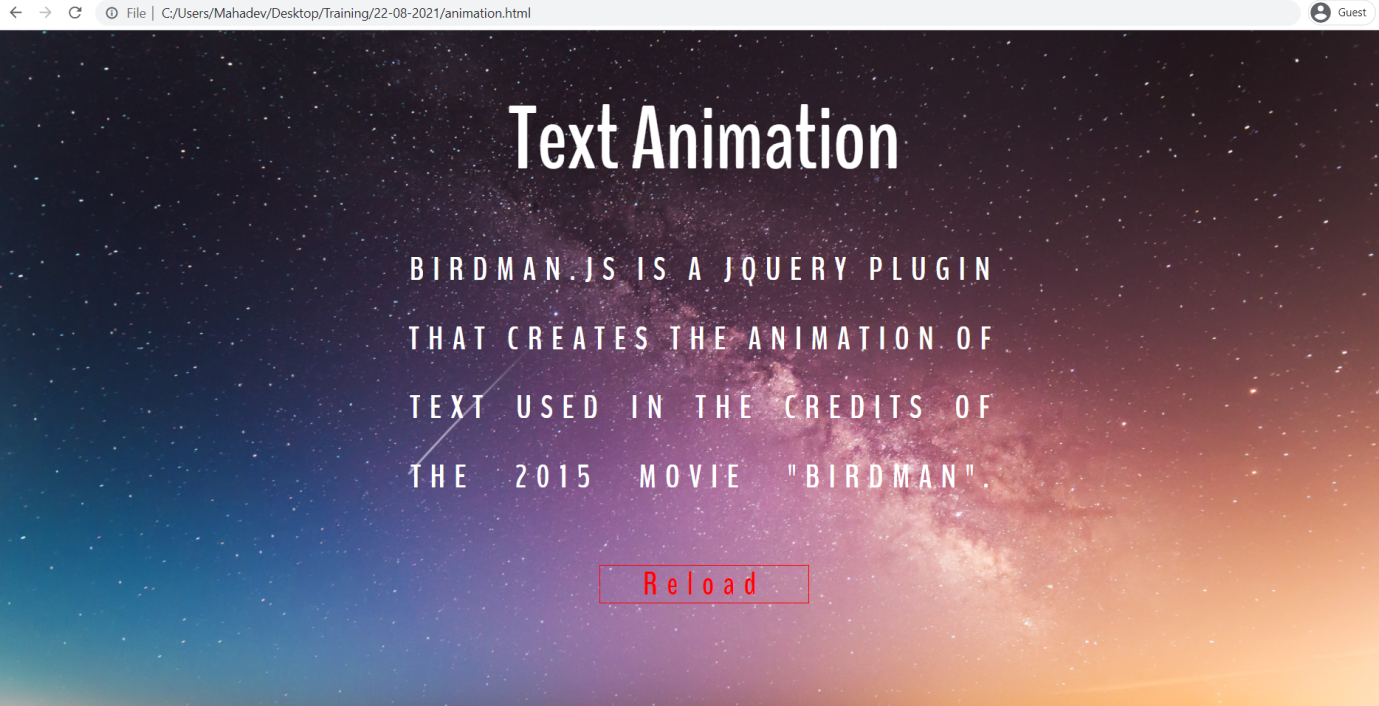 File | C:/Users/Mahadev/Desktop/Training/22-08-2021/animation.html
Guest
Text Animation
BIRDMAN.JS IS A JQUERY PLUGIN
THAT CREATES THE ANIMATION OF
TEXT USED IN THE CREDITS OF
THE 2015 MOVIE "BIRDMAN".
Reload